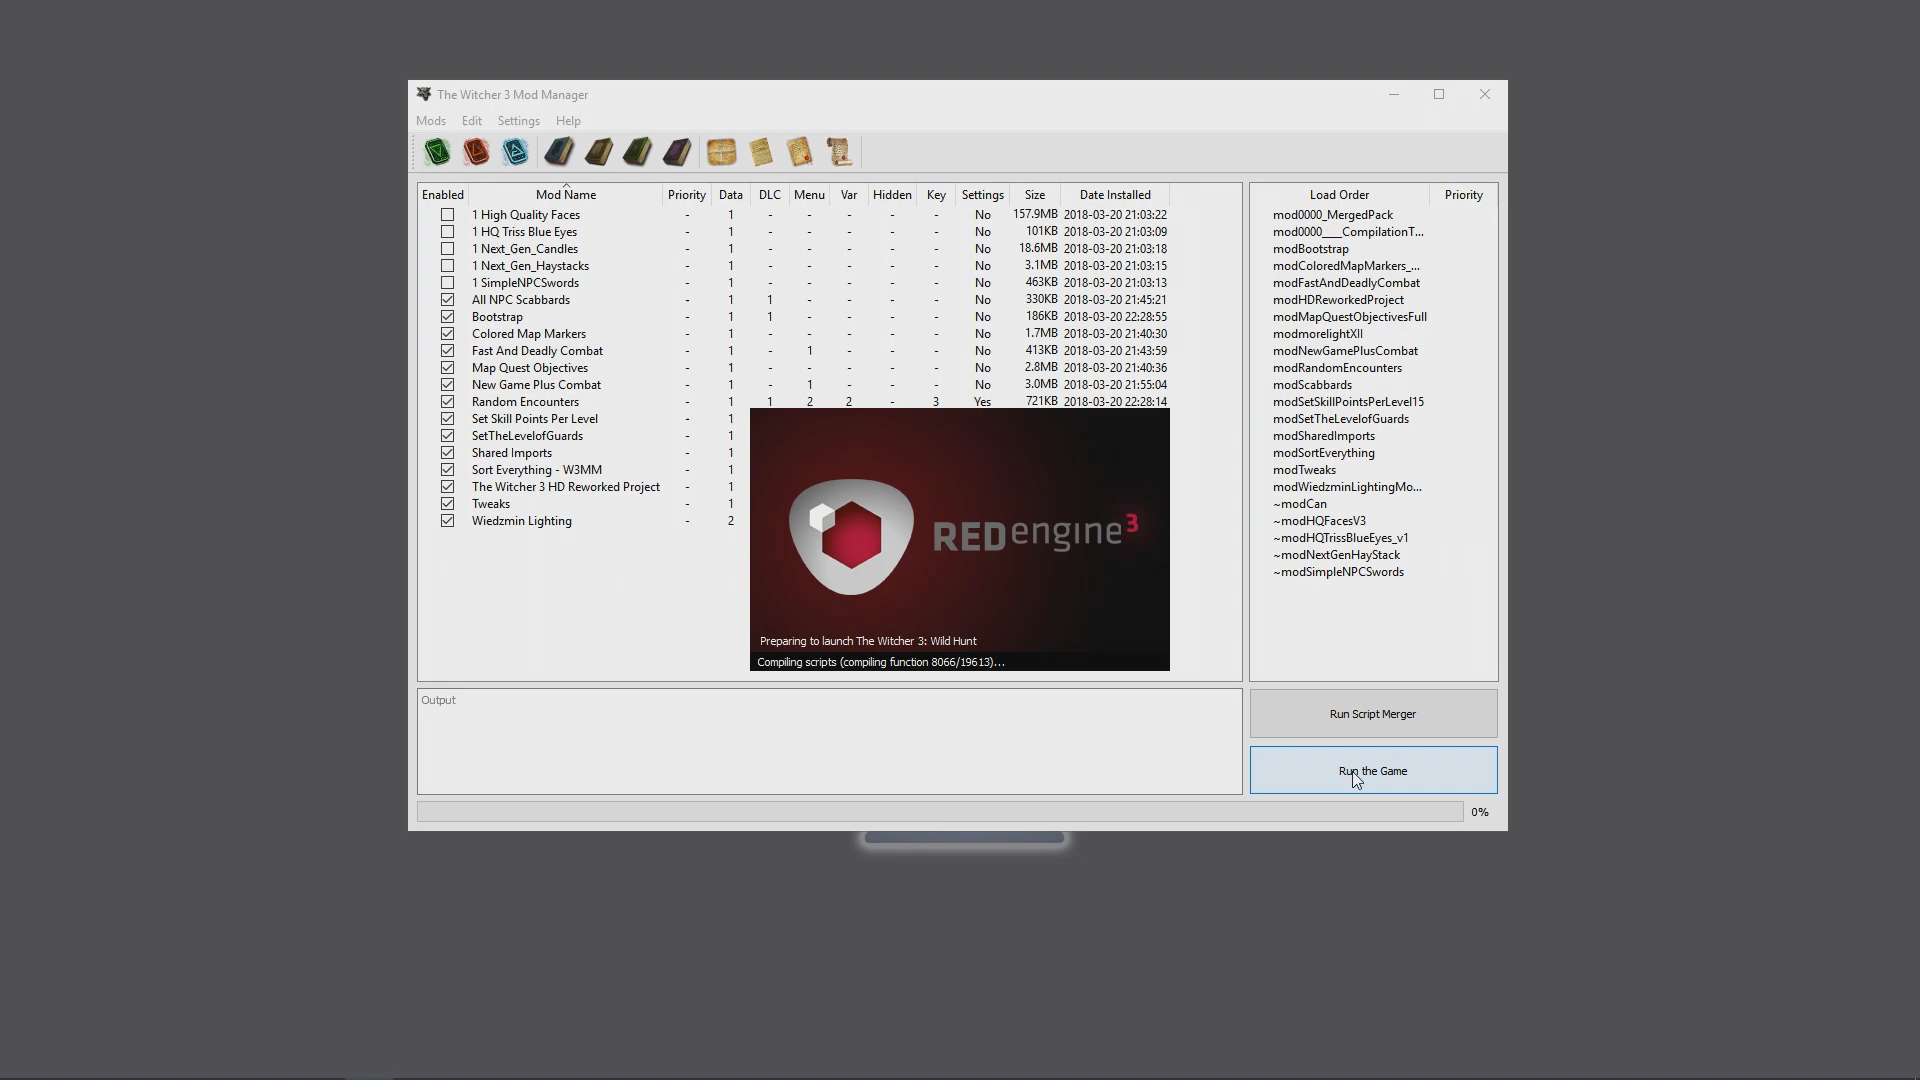 The Witcher 3 Mod Manager
Mods Edit Settings Help
Enabled Mod Name Priority Data DLC Menu Var Hidden Key Settings Size Date Installed
1 High Quality Faces - 1 - - - - - No 157.9MB 2018-03-20 21:03:22
1 HQ Triss Blue Eyes - 1 - - - - - No 101KB 2018-03-20 21:03:09
1 Next_Gen_Candles - 1 - - - - - No 18.6MB 2018-03-20 21:03:18
1 Next_Gen_Haystacks - 1 - - - - - No 3.1MB 2018-03-20 21:03:15
1 SimpleNPCSwords - 1 - - - - - No 463KB 2018-03-20 21:03:13
All NPC Scabbards - 1 1 - - - - No 330KB 2018-03-20 21:45:21
Bootstrap - 1 1 - - - - No 186KB 2018-03-20 22:28:55
Colored Map Markers - 1 - - - - - No 1.7MB 2018-03-20 21:40:30
Fast And Deadly Combat - 1 - 1 - - - No 413KB 2018-03-20 21:43:59
Map Quest Objectives - 1 - - - - - No 2.8MB 2018-03-20 21:40:36
New Game Plus Combat - 1 - 1 - - - No 3.0MB 2018-03-20 21:55:04
Random Encounters - 1 1 2 2 - 3 Yes 721KB 2018-03-20 22:28:14
Set Skill Points Per Level - 1
SetTheLevelofGuards - 1
Shared Imports - 1
Sort Everything - W3MM - 1
The Witcher 3 HD Reworked Project - 1
Tweaks - 1
Wiedzmin Lighting - 2
REDengine3
Preparing to launch The Witcher 3: Wild Hunt
Compiling scripts (compiling function 8066/19613)...
Load Order Priority
mod0000_MergedPack
mod0000___CompilationT...
modBootstrap
modColoredMapMarkers_...
modFastAndDeadlyCombat
modHDReworkedProject
modMapQuestObjectivesFull
modmorelightXII
modNewGamePlusCombat
modRandomEncounters
modScabbards
modSetSkillPointsPerLevel15
modSetTheLevelofGuards
modSharedImports
modSortEverything
modTweaks
modWiedzminLightingMo...
~modCan
~modHQFacesV3
~modHQTrissBlueEyes_v1
~modNextGenHayStack
~modSimpleNPCSwords
Output
Run Script Merger
Run the Game
0%